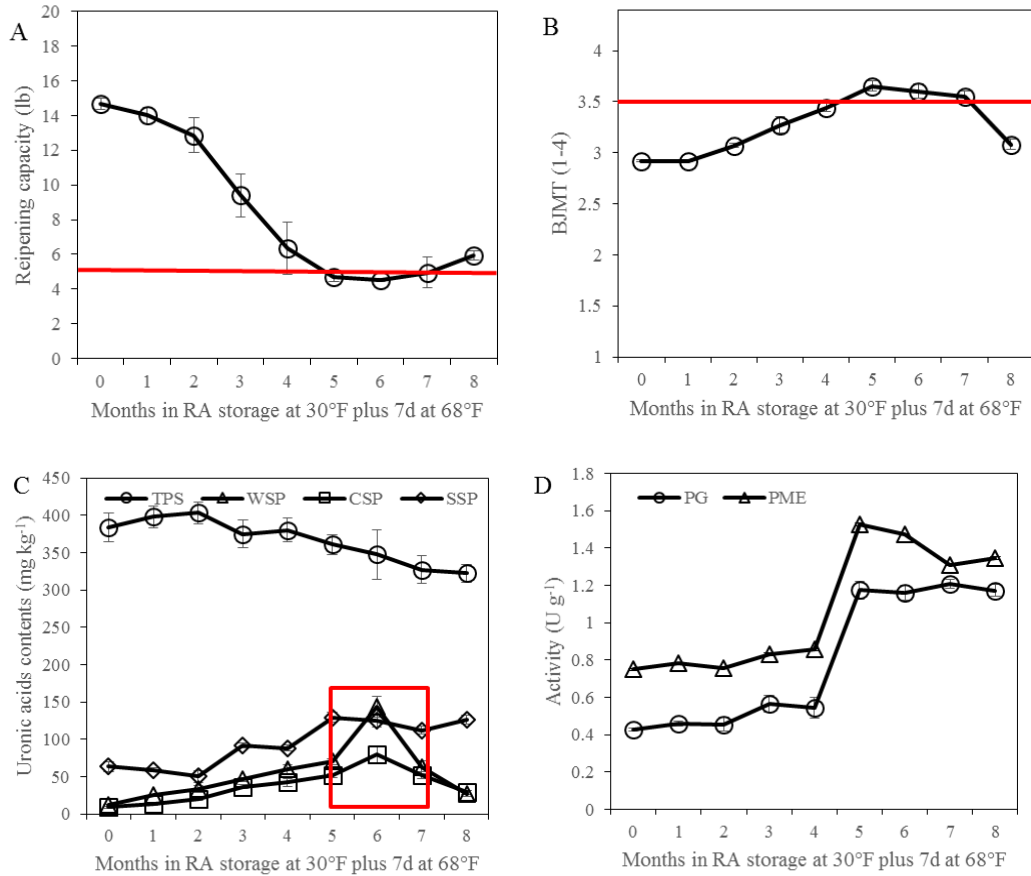 A
Reipening capacity (lb)
20
18
16
14
12
10
8
6
4
2
0
0 1 2 3 4 5 6 7 8
Months in RA storage at 30°F plus 7d at 68°F
B
BJMT (1-4)
4
3.5
3
2.5
2
1.5
1
0 1 2 3 4 5 6 7 8
Months in RA storage at 30°F plus 7d at 68°F
C
Uronic acids contents (mg kg⁻¹)
450
400
350
300
250
200
150
100
50
0
TPS WSP CSP SSP
0 1 2 3 4 5 6 7 8
Months in RA storage at 30°F plus 7d at 68°F
D
Activity (U g⁻¹)
1.8
1.6
1.4
1.2
1
0.8
0.6
0.4
0.2
0
PG PME
0 1 2 3 4 5 6 7 8
Months in RA storage at 30°F plus 7d at 68°F